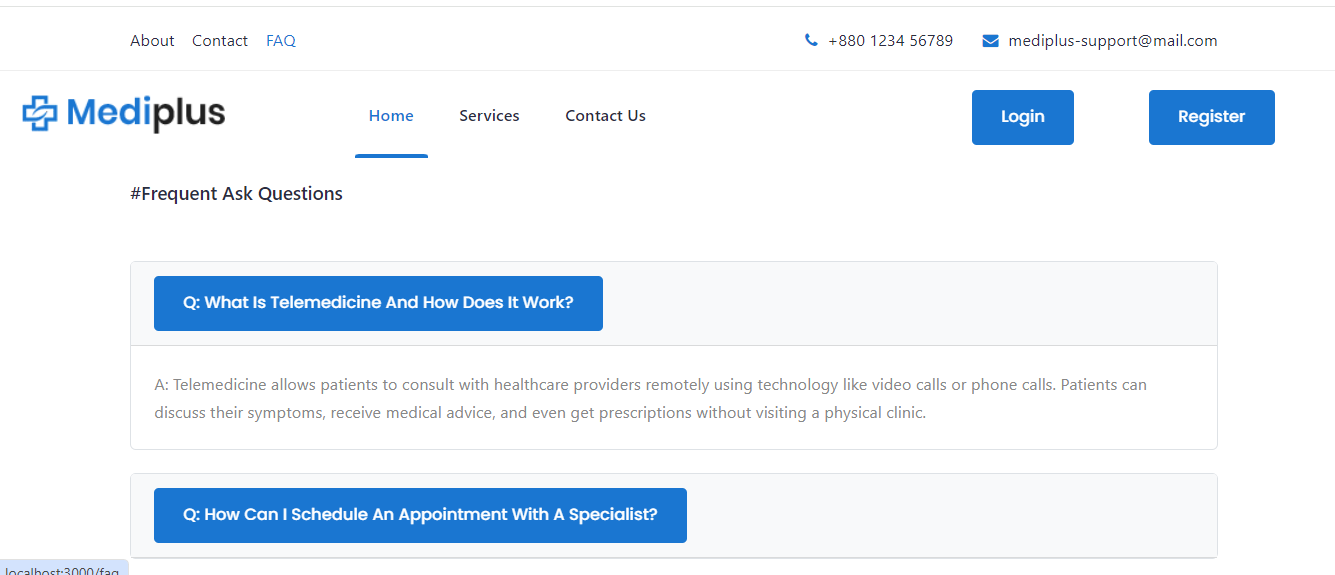 About Contact FAQ +880 1234 56789 mediplus-support@mail.com
Mediplus Home Services Contact Us Login Register
#Frequent Ask Questions
Q: What Is Telemedicine And How Does It Work?
A: Telemedicine allows patients to consult with healthcare providers remotely using technology like video calls or phone calls. Patients can
discuss their symptoms, receive medical advice, and even get prescriptions without visiting a physical clinic.
Q: How Can I Schedule An Appointment With A Specialist?
localhost:3000/faq